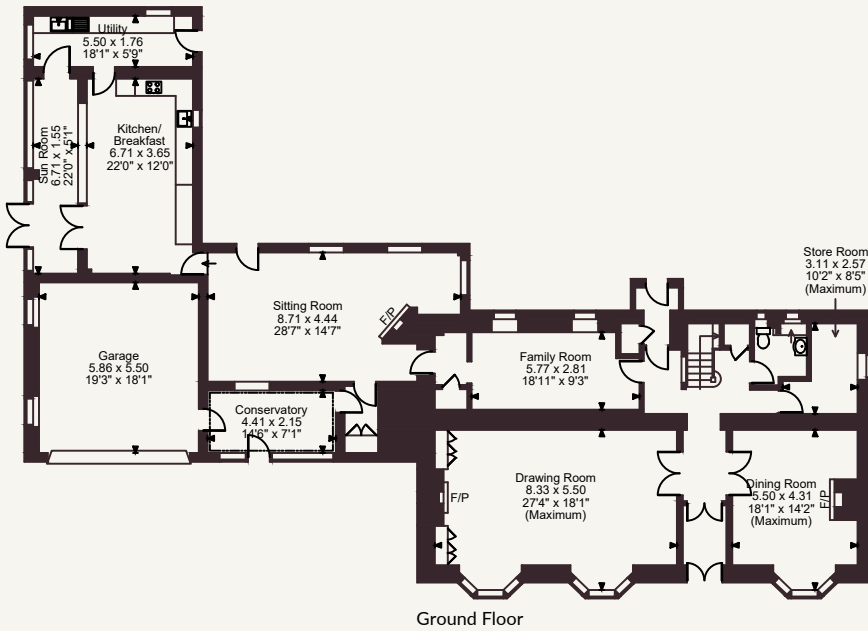 Utility
5.50 x 1.76
18'1" x 5'9"
Kitchen/
Breakfast
6.71 x 3.65
22'0" x 12'0"
Sun Room
6.71 x 1.55
22'0" x 5'1"
Store Room
3.11 x 2.57
10'2" x 8'5"
(Maximum)
Sitting Room
8.71 x 4.44
28'7" x 14'7"
F/P
Garage
5.86 x 5.50
19'3" x 18'1"
Family Room
5.77 x 2.81
18'11" x 9'3"
Conservatory
4.41 x 2.15
14'6" x 7'1"
Drawing Room
8.33 x 5.50
27'4" x 18'1"
(Maximum)
F/P
Dining Room
5.50 x 4.31
18'1" x 14'2"
(Maximum)
F/P
Ground Floor